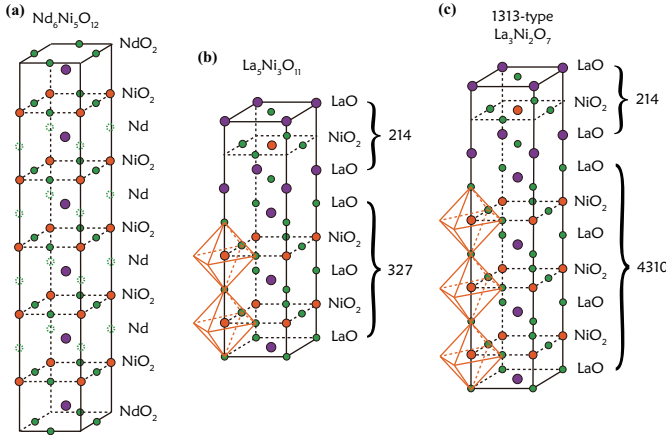 (a)
Nd₆Ni₅O₁₂
NdO₂
NiO₂
Nd
NiO₂
Nd
NiO₂
Nd
NiO₂
Nd
NiO₂
NdO₂
(b)
La₅Ni₃O₁₁
LaO
NiO₂
LaO
214
LaO
NiO₂
LaO
NiO₂
LaO
327
(c)
1313-type
La₃Ni₂O₇
LaO
NiO₂
LaO
214
LaO
NiO₂
LaO
NiO₂
LaO
NiO₂
LaO
4310